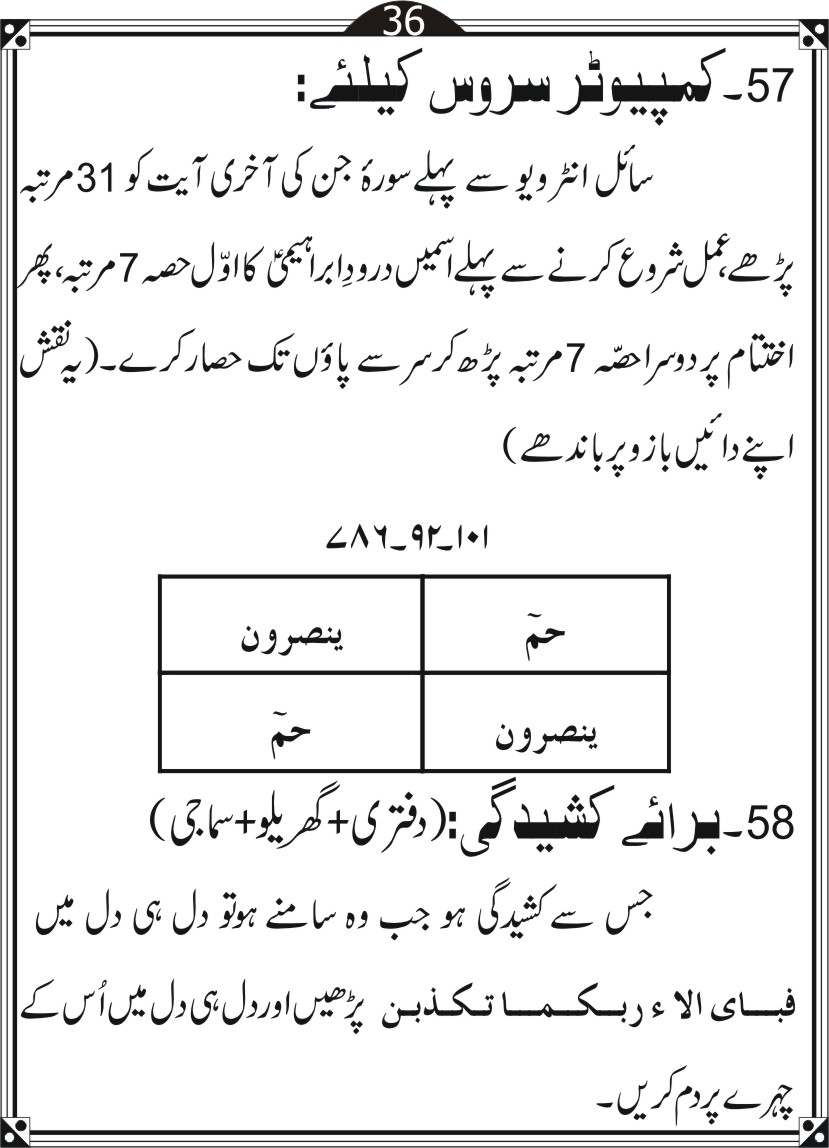 36
57۔کمپیوٹر سروس کیلئے:
سائل انٹرویو سے پہلے سورۂ جن کی آخری آیت کو 31 مرتبہ
پڑھے،عمل شروع کرنے سے پہلے اسمیں درودِ ابراہیمیؑ کا اوّل حصہ 7 مرتبہ، پھر
اختتام پر دوسرا حصّہ 7 مرتبہ پڑھ کر سر سے پاؤں تک حصار کرے۔(یہ نقش
اپنے دائیں بازو پر باندھے)
۷۸۶_۹۲_۱۰۱
حمٓ ینصرون
ینصرون حمٓ
58۔برائے کشیدگی:(دفتری+گھریلو+سماجی)
جس سے کشیدگی ہو جب وہ سامنے ہوتو دل ہی دل میں
فبای الاء ربکما تکذبن پڑھیں اور دل ہی دل میں اُس کے
چہرے پر دم کریں۔